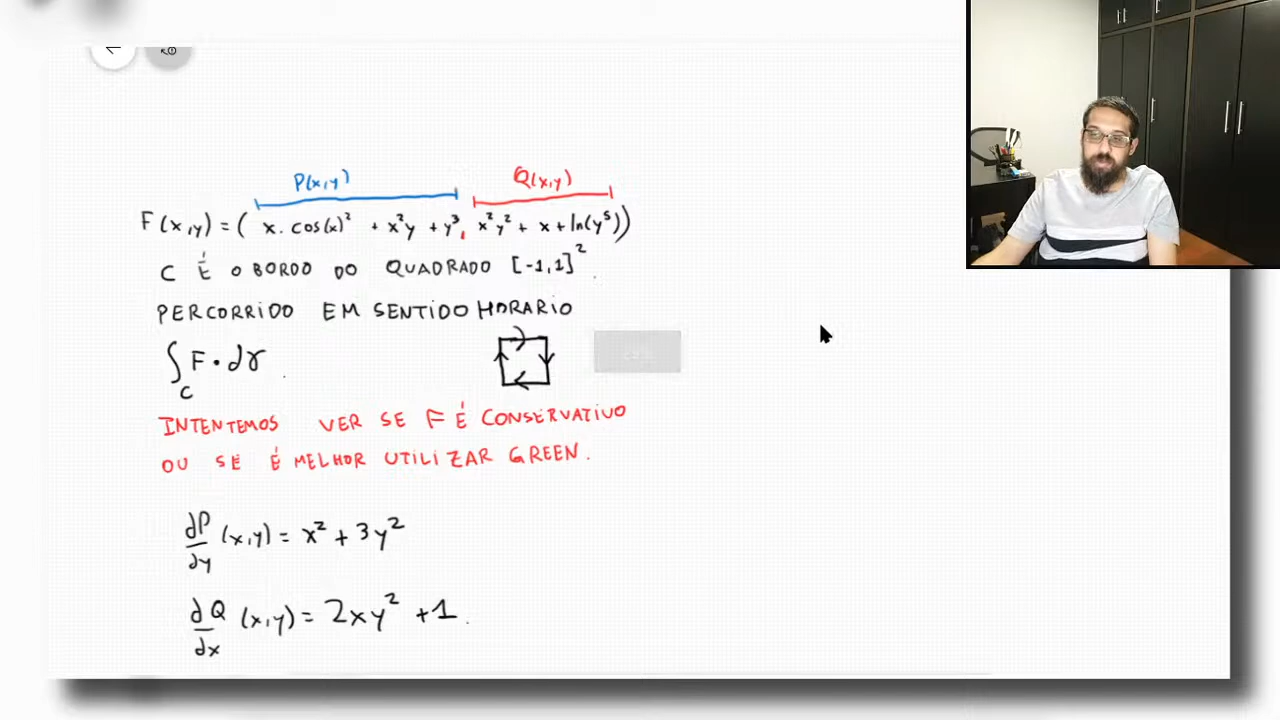 P(x,y) Q(x,y)
F(x,y) = ( x. cos(x)² + x²y + y³, x²y² + x + ln(y⁵))
C É O BORDO DO QUADRADO [-1,1]² .
PERCORRIDO EM SENTIDO HORARIO
∫_C F · dγ .
INTENTEMOS VER SE F É CONSERVATIVO
OU SE É MELHOR UTILIZAR GREEN.
∂P/∂y (x,y) = x² + 3y²
∂Q/∂x (x,y) = 2xy² + 1 .